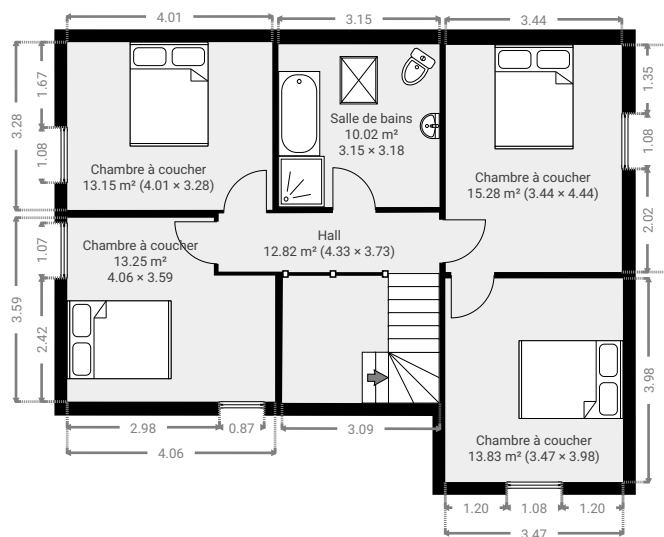 4.01
3.15
3.44
3.28
1.67
1.08
Chambre à coucher
13.15 m² (4.01 × 3.28)
Salle de bains
10.02 m²
3.15 × 3.18
Chambre à coucher
15.28 m² (3.44 × 4.44)
1.35
1.08
2.02
Hall
12.82 m² (4.33 × 3.73)
3.59
1.07
2.42
Chambre à coucher
13.25 m²
4.06 × 3.59
3.98
Chambre à coucher
13.83 m² (3.47 × 3.98)
2.98
0.87
3.09
4.06
1.20
1.08
1.20
3.47